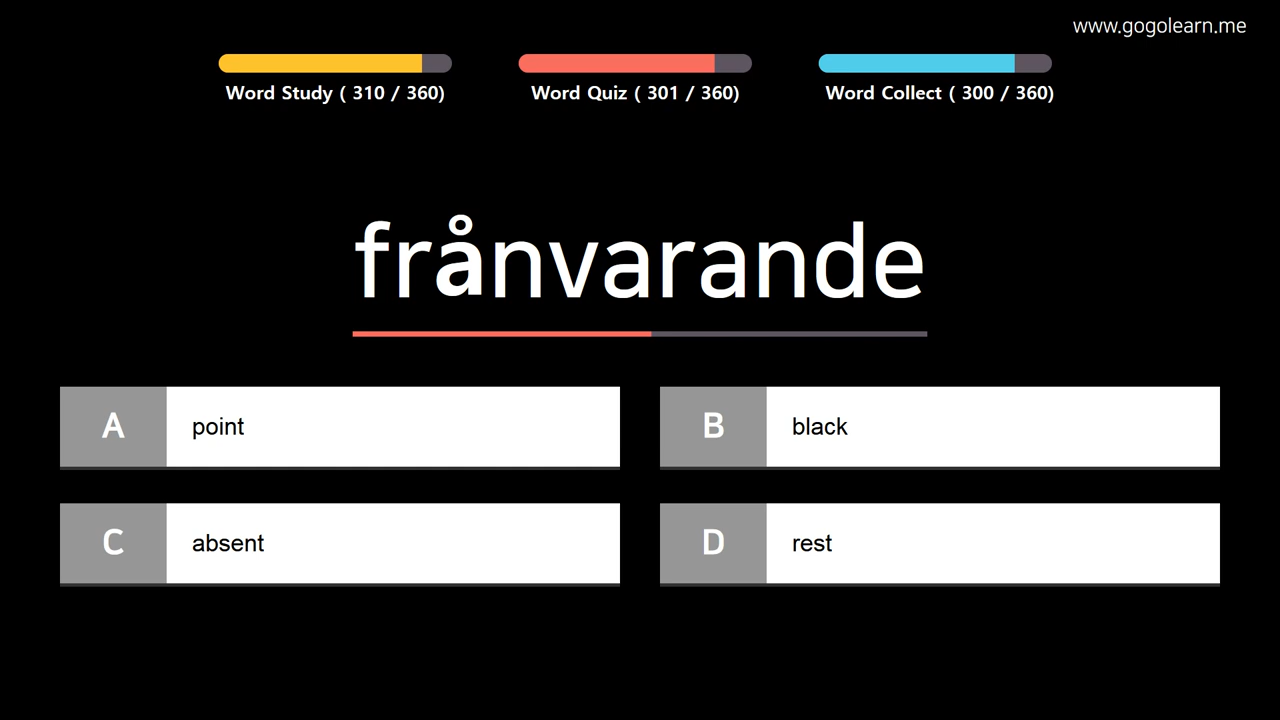 www.gogolearn.me
Word Study ( 310 / 360) Word Quiz ( 301 / 360) Word Collect ( 300 / 360)
frånvarande
A point B black
C absent D rest